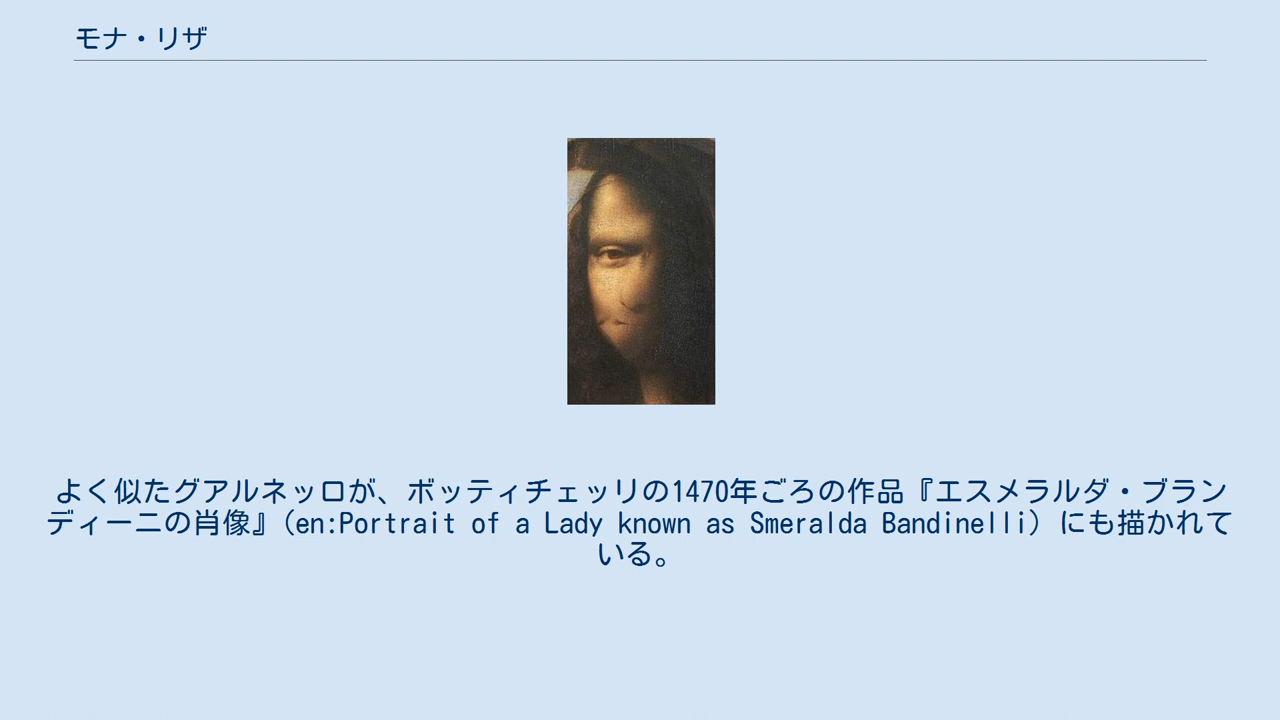 モナ・リザ
よく似たグアルネッロが、ボッティチェッリの1470年ごろの作品『エスメラルダ・ブラン
ディーニの肖像』（en:Portrait of a Lady known as Smeralda Bandinelli）にも描かれて
いる。